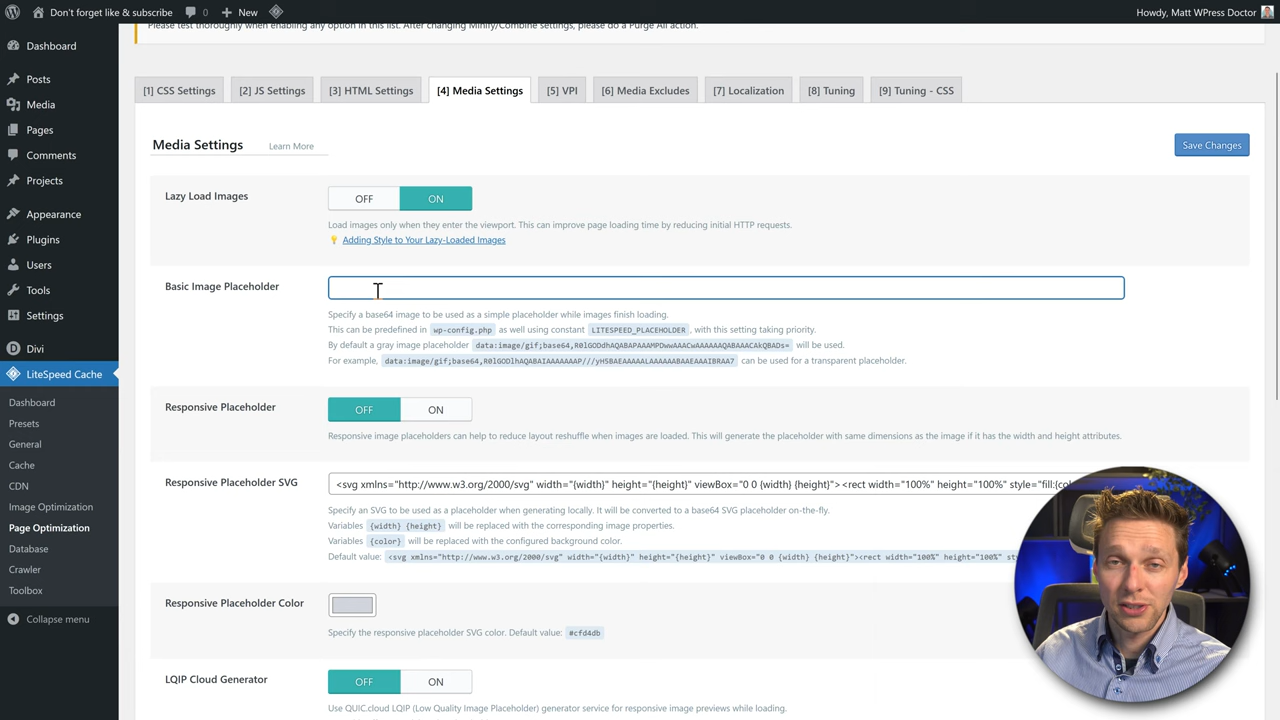 Don't forget like & subscribe
0
New
Howdy, Matt WPress Doctor
Please test thoroughly when enabling any option in this list. After changing Minify/Combine settings, please do a Purge All action.
Dashboard
Posts
Media
Pages
Comments
Projects
Appearance
Plugins
Users
Tools
Settings
Divi
LiteSpeed Cache
Dashboard
Presets
General
Cache
CDN
Image Optimization
Page Optimization
Database
Crawler
Toolbox
Collapse menu
[1] CSS Settings
[2] JS Settings
[3] HTML Settings
[4] Media Settings
[5] VPI
[6] Media Excludes
[7] Localization
[8] Tuning
[9] Tuning - CSS
Media Settings
Learn More
Save Changes
Lazy Load Images
OFF
ON
Load images only when they enter the viewport. This can improve page loading time by reducing initial HTTP requests.
Adding Style to Your Lazy-Loaded Images
Basic Image Placeholder
Specify a base64 image to be used as a simple placeholder while images finish loading.
This can be predefined in wp-config.php as well using constant LITESPEED_PLACEHOLDER, with this setting taking priority.
By default a gray image placeholder data:image/gif;base64,R0lGODdhAQABAPAAAMPDwwAAACwAAAAAAQABAAACAkQBADs= will be used.
For example, data:image/gif;base64,R0lGODlhAQABAIAAAAAAAP///yH5BAEAAAAALAAAAAABAAEAAAIBRAA7 can be used for a transparent placeholder.
Responsive Placeholder
OFF
ON
Responsive image placeholders can help to reduce layout reshuffle when images are loaded. This will generate the placeholder with same dimensions as the image if it has the width and height attributes.
Responsive Placeholder SVG
<svg xmlns="http://www.w3.org/2000/svg" width="{width}" height="{height}" viewBox="0 0 {width} {height}"><rect width="100%" height="100%" style="fill:{co
Specify an SVG to be used as a placeholder when generating locally. It will be converted to a base64 SVG placeholder on-the-fly.
Variables {width} {height} will be replaced with the corresponding image properties.
Variables {color} will be replaced with the configured background color.
Default value: <svg xmlns="http://www.w3.org/2000/svg" width="{width}" height="{height}" viewBox="0 0 {width} {height}"><rect width="100%" height="100%" st
Responsive Placeholder Color
Specify the responsive placeholder SVG color. Default value: #cfd4db
LQIP Cloud Generator
OFF
ON
Use QUIC.cloud LQIP (Low Quality Image Placeholder) generator service for responsive image previews while loading.